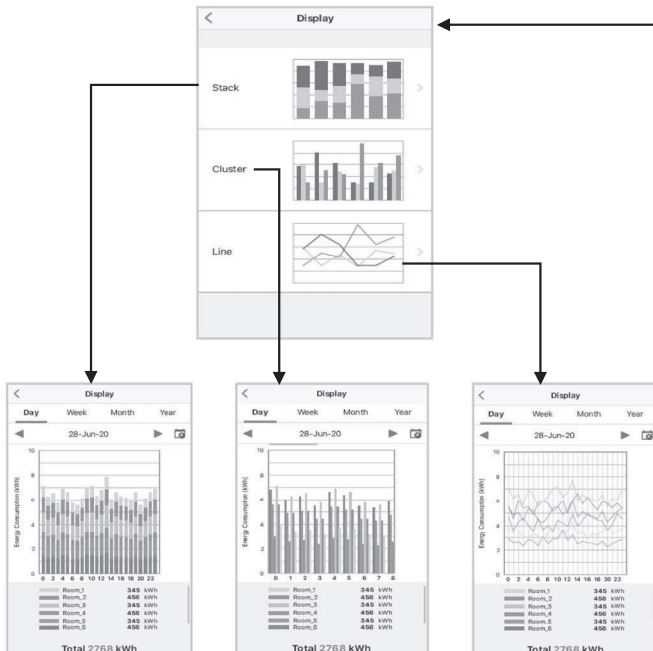 Display
Stack
Cluster
Line
Display
Day Week Month Year
28-Jun-20
Energy Consumption (kWh)
10
8
6
4
2
0
0 2 4 6 8 10 12 14 16 18 20 22
Room_1 345 kWh
Room_2 456 kWh
Room_3 345 kWh
Room_4 456 kWh
Room_5 345 kWh
Room_6 456 kWh
Total 2768 kWh
Display
Day Week Month Year
28-Jun-20
Energy Consumption (kWh)
10
8
6
4
2
0
0 1 2 3 4 5 6 7 8
Room_1 345 kWh
Room_2 456 kWh
Room_3 345 kWh
Room_4 456 kWh
Room_5 345 kWh
Room_6 456 kWh
Total 2768 kWh
Display
Day Week Month Year
28-Jun-20
Energy Consumption (kWh)
10
8
6
4
2
0
0 2 4 6 8 10 12 14 16 18 20 22
Room_1 345 kWh
Room_2 456 kWh
Room_3 345 kWh
Room_4 456 kWh
Room_5 345 kWh
Room_6 456 kWh
Total 2768 kWh